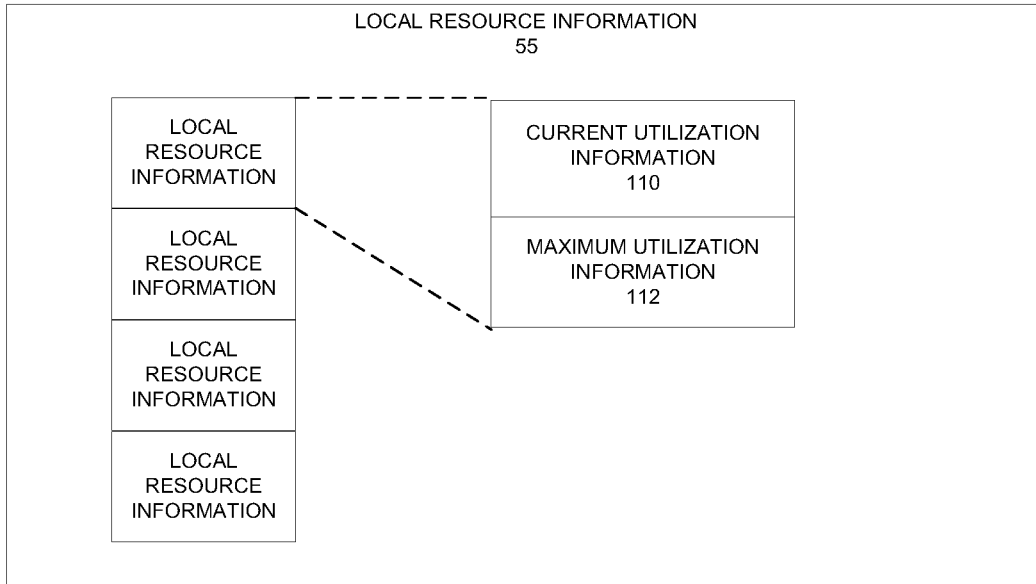 LOCAL RESOURCE INFORMATION
55
LOCAL
RESOURCE
INFORMATION
LOCAL
RESOURCE
INFORMATION
LOCAL
RESOURCE
INFORMATION
LOCAL
RESOURCE
INFORMATION
CURRENT UTILIZATION
INFORMATION
110
MAXIMUM UTILIZATION
INFORMATION
112